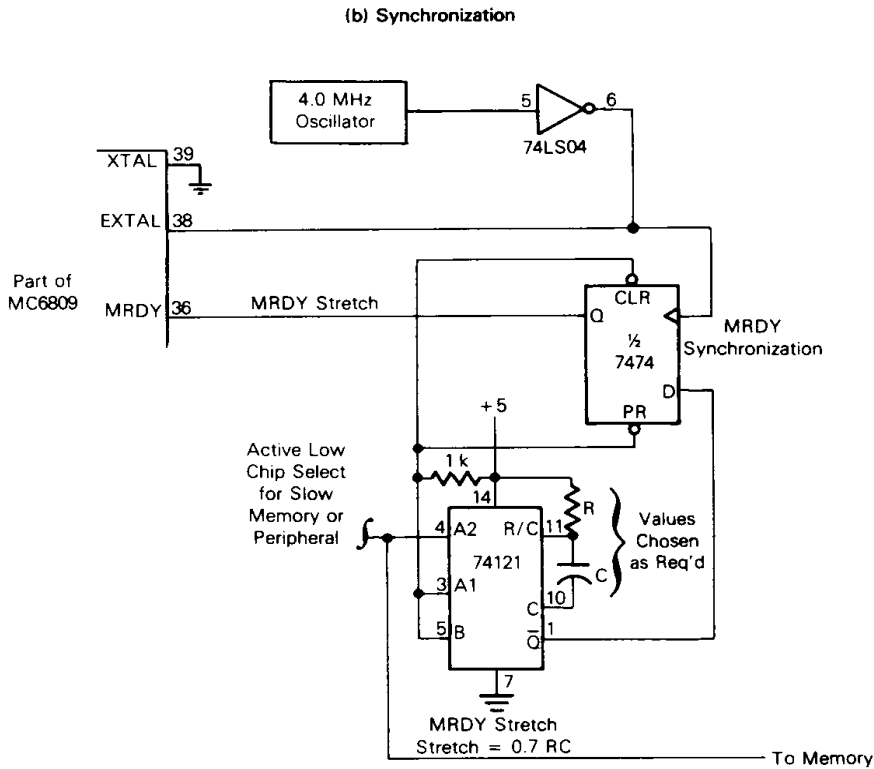 (b) Synchronization
4.0 MHz
Oscillator
5
6
74LS04
XTAL
39
EXTAL
38
Part of
MC6809
MRDY
36
MRDY Stretch
CLR
Q
½
7474
D
PR
MRDY
Synchronization
+5
1 k
Active Low
Chip Select
for Slow
Memory or
Peripheral
14
R
4
A2
R/C
11
74121
3
A1
C
Values
Chosen
as Req'd
10
C
5
B
Q̅
1
7
MRDY Stretch
Stretch = 0.7 RC
To Memory